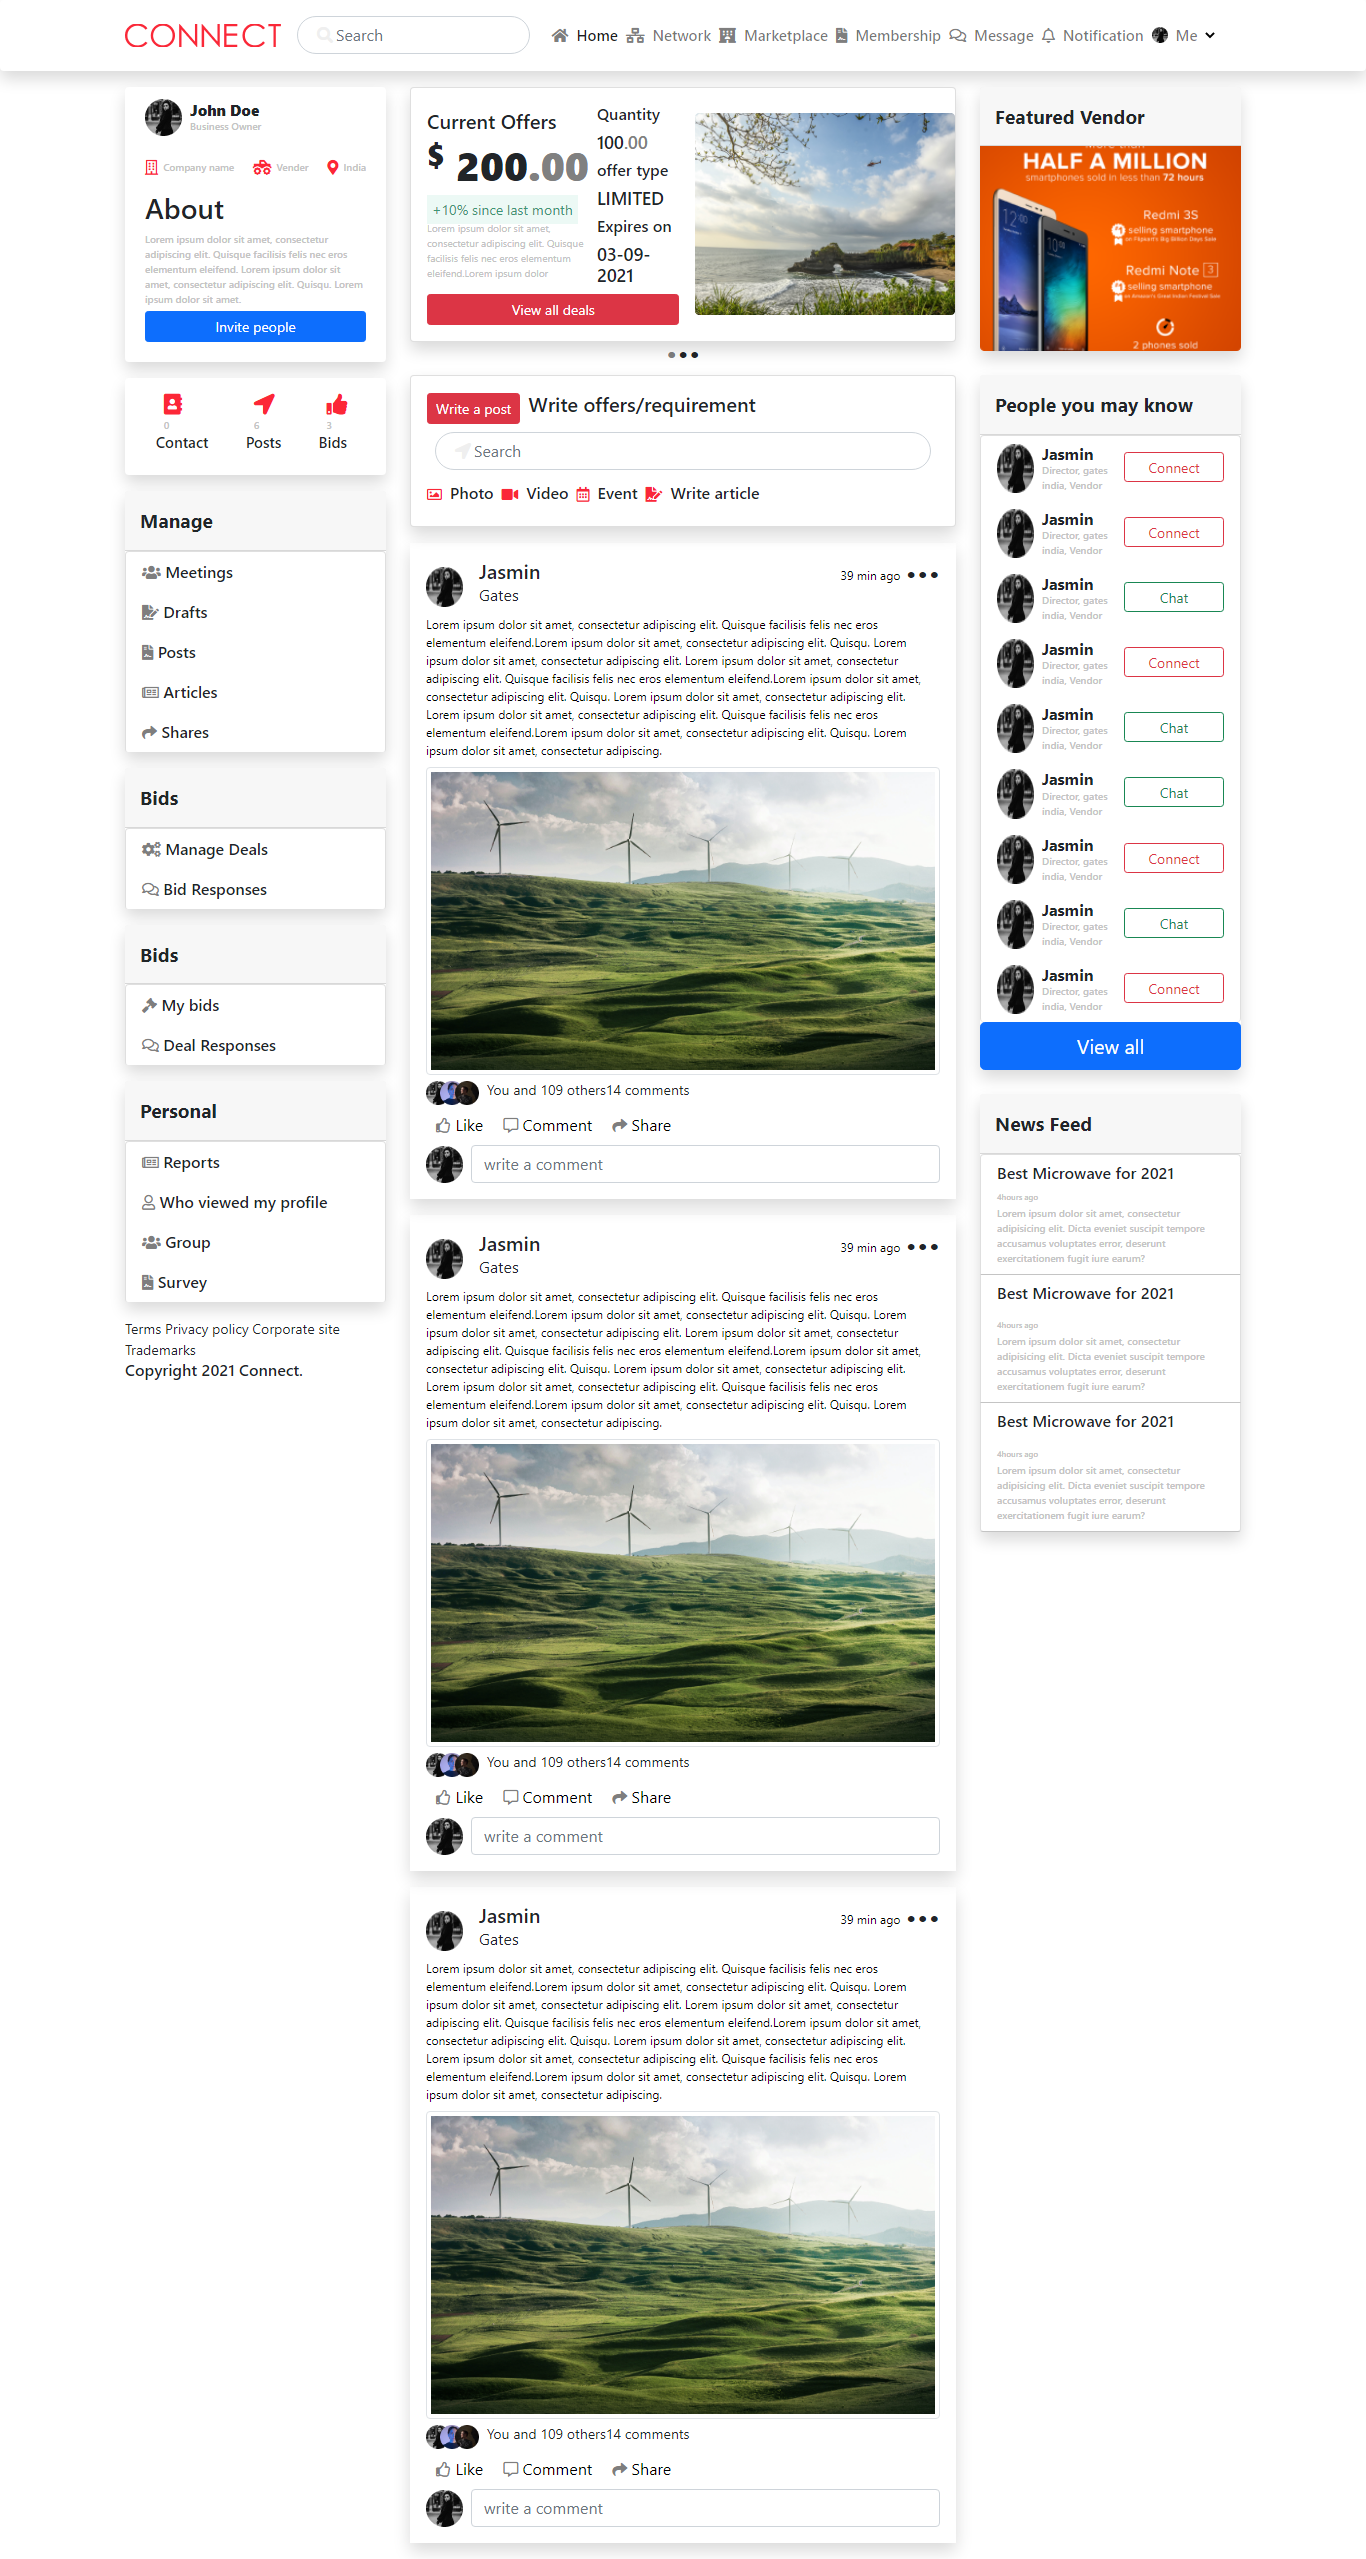 CONNECT
Search
Home
Network
Marketplace
Membership
Message
Notification
Me
John Doe
Business Owner
Company name
Vender
India
About
Lorem ipsum dolor sit amet, consectetur
adipiscing elit. Quisque facilisis felis nec eros
elementum eleifend. Lorem ipsum dolor sit
amet, consectetur adipiscing elit. Quisqu. Lorem
ipsum dolor sit amet.
Invite people
0
Contact
6
Posts
3
Bids
Manage
Meetings
Drafts
Posts
Articles
Shares
Bids
Manage Deals
Bid Responses
Bids
My bids
Deal Responses
Personal
Reports
Who viewed my profile
Group
Survey
Terms Privacy policy Corporate site
Trademarks
Copyright 2021 Connect.
Current Offers
$ 200.00
+10% since last month
Lorem ipsum dolor sit amet,
consectetur adipiscing elit. Quisque
facilisis felis nec eros elementum
eleifend.Lorem ipsum dolor
Quantity
100.00
offer type
LIMITED
Expires on
03-09-
2021
View all deals
Write a post
Write offers/requirement
Search
Photo
Video
Event
Write article
Jasmin
Gates
39 min ago
Lorem ipsum dolor sit amet, consectetur adipiscing elit. Quisque facilisis felis nec eros
elementum eleifend.Lorem ipsum dolor sit amet, consectetur adipiscing elit. Quisqu. Lorem
ipsum dolor sit amet, consectetur adipiscing elit. Lorem ipsum dolor sit amet, consectetur
adipiscing elit. Quisque facilisis felis nec eros elementum eleifend.Lorem ipsum dolor sit amet,
consectetur adipiscing elit. Quisqu. Lorem ipsum dolor sit amet, consectetur adipiscing elit.
Lorem ipsum dolor sit amet, consectetur adipiscing elit. Quisque facilisis felis nec eros
elementum eleifend.Lorem ipsum dolor sit amet, consectetur adipiscing elit. Quisqu. Lorem
ipsum dolor sit amet, consectetur adipiscing.
You and 109 others14 comments
Like
Comment
Share
write a comment
Jasmin
Gates
39 min ago
Lorem ipsum dolor sit amet, consectetur adipiscing elit. Quisque facilisis felis nec eros
elementum eleifend.Lorem ipsum dolor sit amet, consectetur adipiscing elit. Quisqu. Lorem
ipsum dolor sit amet, consectetur adipiscing elit. Lorem ipsum dolor sit amet, consectetur
adipiscing elit. Quisque facilisis felis nec eros elementum eleifend.Lorem ipsum dolor sit amet,
consectetur adipiscing elit. Quisqu. Lorem ipsum dolor sit amet, consectetur adipiscing elit.
Lorem ipsum dolor sit amet, consectetur adipiscing elit. Quisque facilisis felis nec eros
elementum eleifend.Lorem ipsum dolor sit amet, consectetur adipiscing elit. Quisqu. Lorem
ipsum dolor sit amet, consectetur adipiscing.
You and 109 others14 comments
Like
Comment
Share
write a comment
Jasmin
Gates
39 min ago
Lorem ipsum dolor sit amet, consectetur adipiscing elit. Quisque facilisis felis nec eros
elementum eleifend.Lorem ipsum dolor sit amet, consectetur adipiscing elit. Quisqu. Lorem
ipsum dolor sit amet, consectetur adipiscing elit. Lorem ipsum dolor sit amet, consectetur
adipiscing elit. Quisque facilisis felis nec eros elementum eleifend.Lorem ipsum dolor sit amet,
consectetur adipiscing elit. Quisqu. Lorem ipsum dolor sit amet, consectetur adipiscing elit.
Lorem ipsum dolor sit amet, consectetur adipiscing elit. Quisque facilisis felis nec eros
elementum eleifend.Lorem ipsum dolor sit amet, consectetur adipiscing elit. Quisqu. Lorem
ipsum dolor sit amet, consectetur adipiscing.
You and 109 others14 comments
Like
Comment
Share
write a comment
Featured Vendor
more than
HALF A MILLION
smartphones sold in less than 72 hours
Redmi 3S
#1 selling smartphone
on Flipkart's Big Billion Days Sale
Redmi Note 3
#1 selling smartphone
on Amazon's Great Indian Festival Sale
2 phones sold
People you may know
Jasmin
Director, gates
india, Vendor
Connect
Jasmin
Director, gates
india, Vendor
Connect
Jasmin
Director, gates
india, Vendor
Chat
Jasmin
Director, gates
india, Vendor
Connect
Jasmin
Director, gates
india, Vendor
Chat
Jasmin
Director, gates
india, Vendor
Chat
Jasmin
Director, gates
india, Vendor
Connect
Jasmin
Director, gates
india, Vendor
Chat
Jasmin
Director, gates
india, Vendor
Connect
View all
News Feed
Best Microwave for 2021
4hours ago
Lorem ipsum dolor sit amet, consectetur
adipisicing elit. Dicta eveniet suscipit tempore
accusamus voluptates error, deserunt
exercitationem fugit iure earum?
Best Microwave for 2021
4hours ago
Lorem ipsum dolor sit amet, consectetur
adipisicing elit. Dicta eveniet suscipit tempore
accusamus voluptates error, deserunt
exercitationem fugit iure earum?
Best Microwave for 2021
4hours ago
Lorem ipsum dolor sit amet, consectetur
adipisicing elit. Dicta eveniet suscipit tempore
accusamus voluptates error, deserunt
exercitationem fugit iure earum?